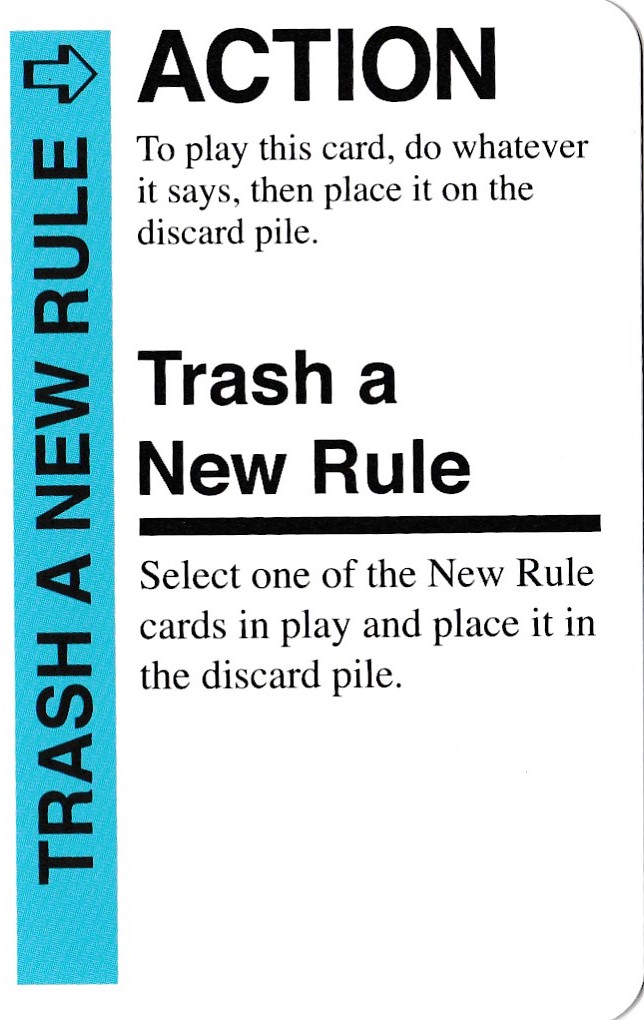 ACTION
To play this card, do whatever
it says, then place it on the
discard pile.
Trash a
New Rule
Select one of the New Rule
cards in play and place it in
the discard pile.
TRASH A NEW RULE